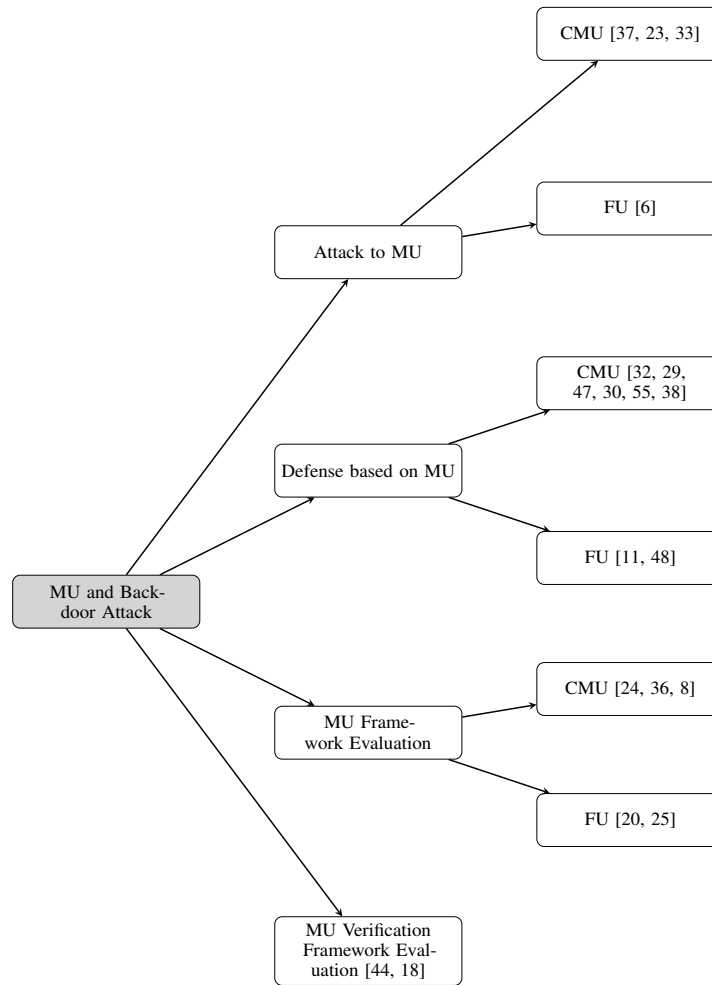 CMU [37, 23, 33]
FU [6]
Attack to MU
CMU [32, 29,
47, 30, 55, 38]
Defense based on MU
FU [11, 48]
MU and Back-
door Attack
CMU [24, 36, 8]
MU Frame-
work Evaluation
FU [20, 25]
MU Verification
Framework Eval-
uation [44, 18]